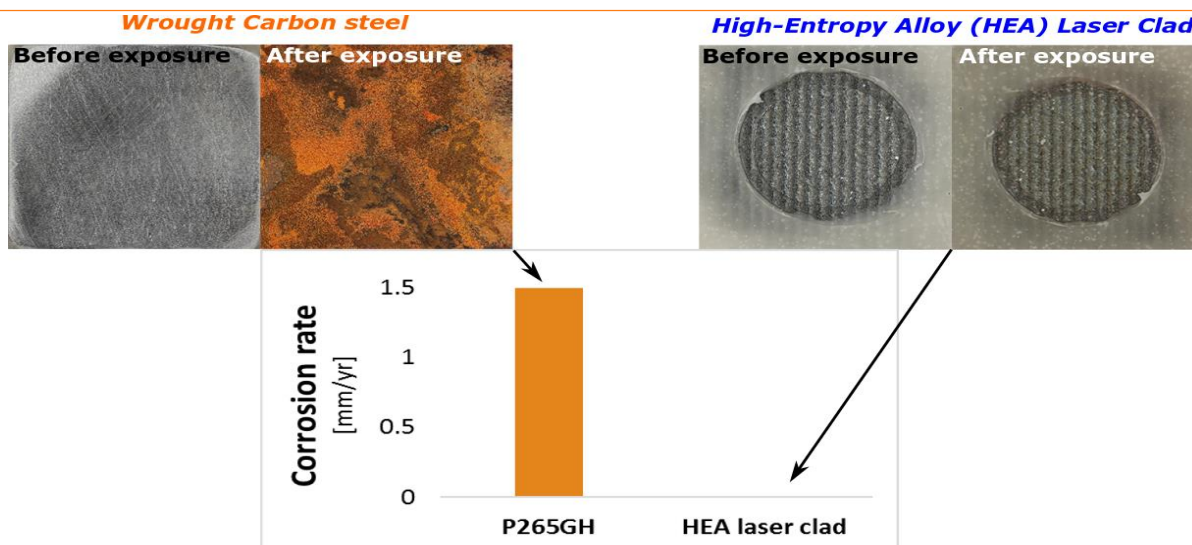 Wrought Carbon steel
High-Entropy Alloy (HEA) Laser Clad
Before exposure
After exposure
Before exposure
After exposure
Corrosion rate
[mm/yr]
1.5
1
0.5
0
P265GH
HEA laser clad